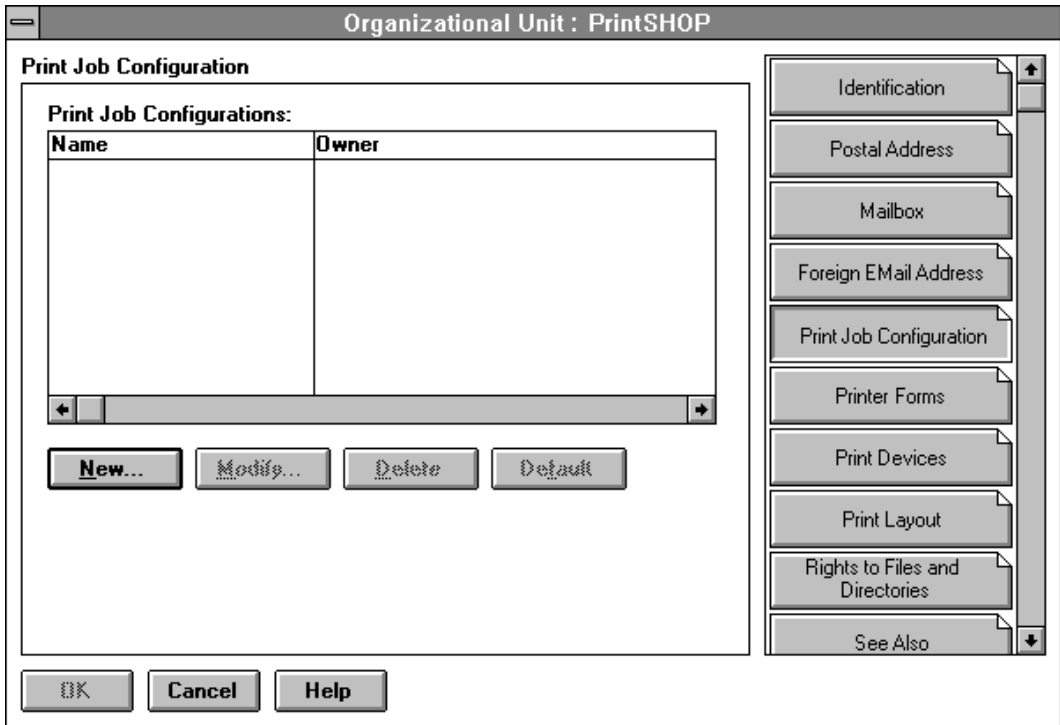 Organizational Unit : PrintSHOP
Print Job Configuration
Print Job Configurations:
Name Owner
New... Modify... Delete Default
OK Cancel Help
Identification
Postal Address
Mailbox
Foreign EMail Address
Print Job Configuration
Printer Forms
Print Devices
Print Layout
Rights to Files and
Directories
See Also